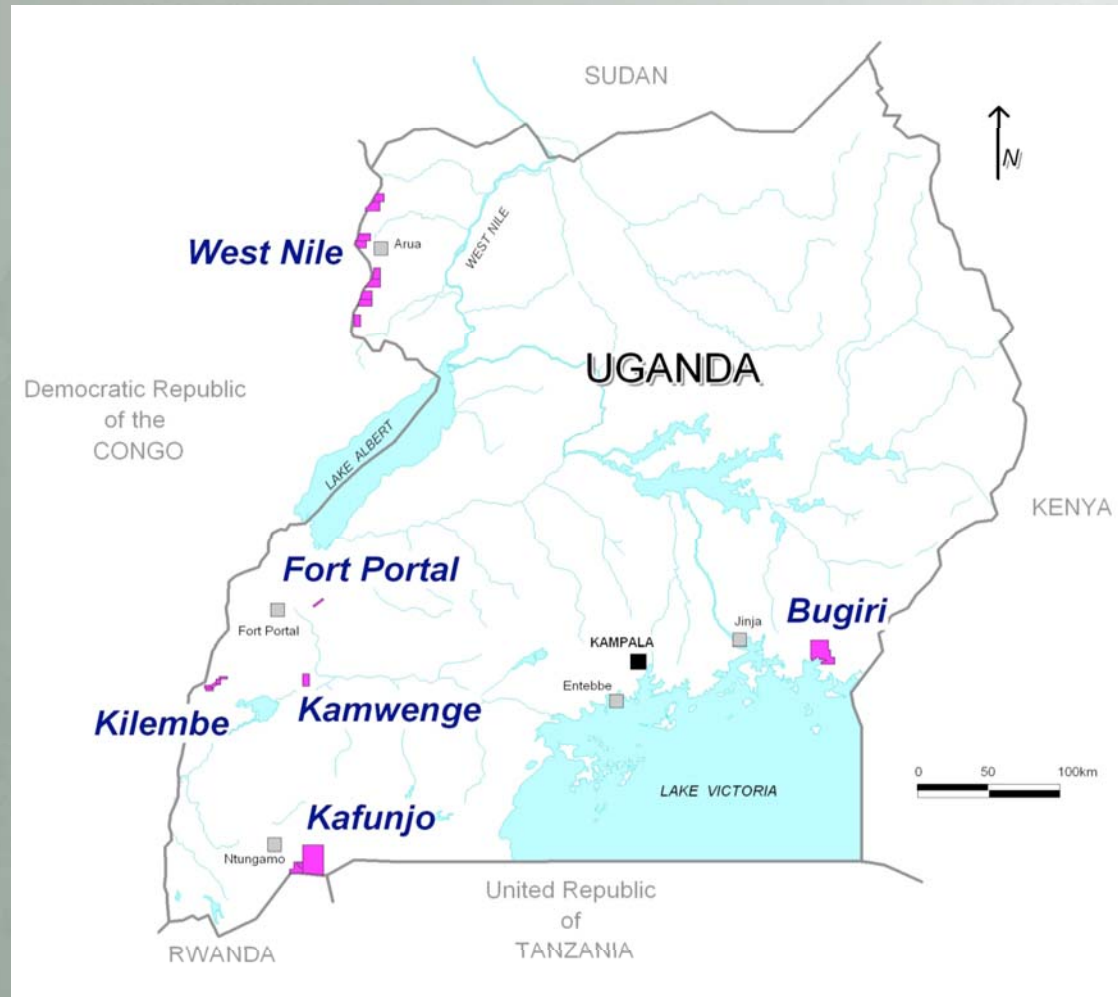 SUDAN
N
West Nile
Arua
WEST NILE
UGANDA
Democratic Republic
of the
CONGO
LAKE ALBERT
KENYA
Fort Portal
Fort Portal
Bugiri
Jinja
KAMPALA
Entebbe
Kilembe
Kamwenge
0 50 100km
LAKE VICTORIA
Kafunjo
Ntungamo
United Republic
of
TANZANIA
RWANDA